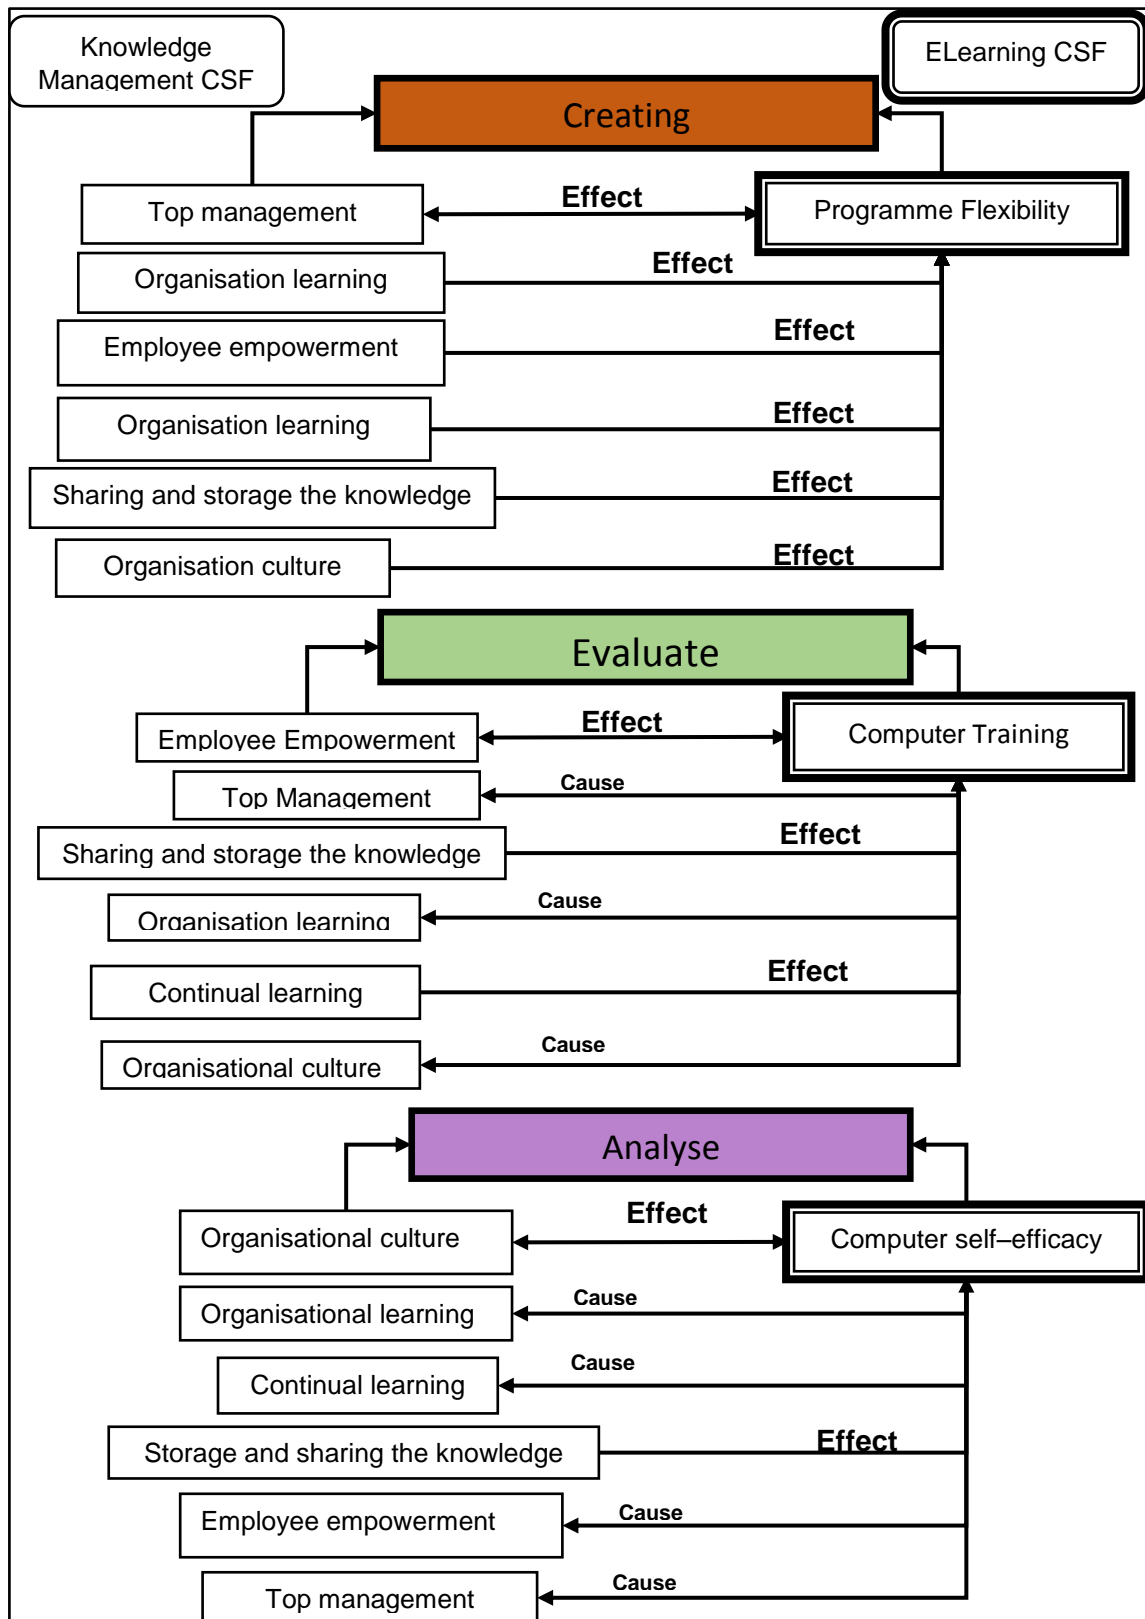 Knowledge
Management CSF
ELearning CSF
Creating
Top management
Effect
Programme Flexibility
Organisation learning
Effect
Employee empowerment
Effect
Organisation learning
Effect
Sharing and storage the knowledge
Effect
Organisation culture
Effect
Evaluate
Employee Empowerment
Effect
Computer Training
Top Management
Cause
Sharing and storage the knowledge
Effect
Organisation learning
Cause
Continual learning
Effect
Organisational culture
Cause
Analyse
Organisational culture
Effect
Computer self–efficacy
Organisational learning
Cause
Continual learning
Cause
Storage and sharing the knowledge
Effect
Employee empowerment
Cause
Top management
Cause